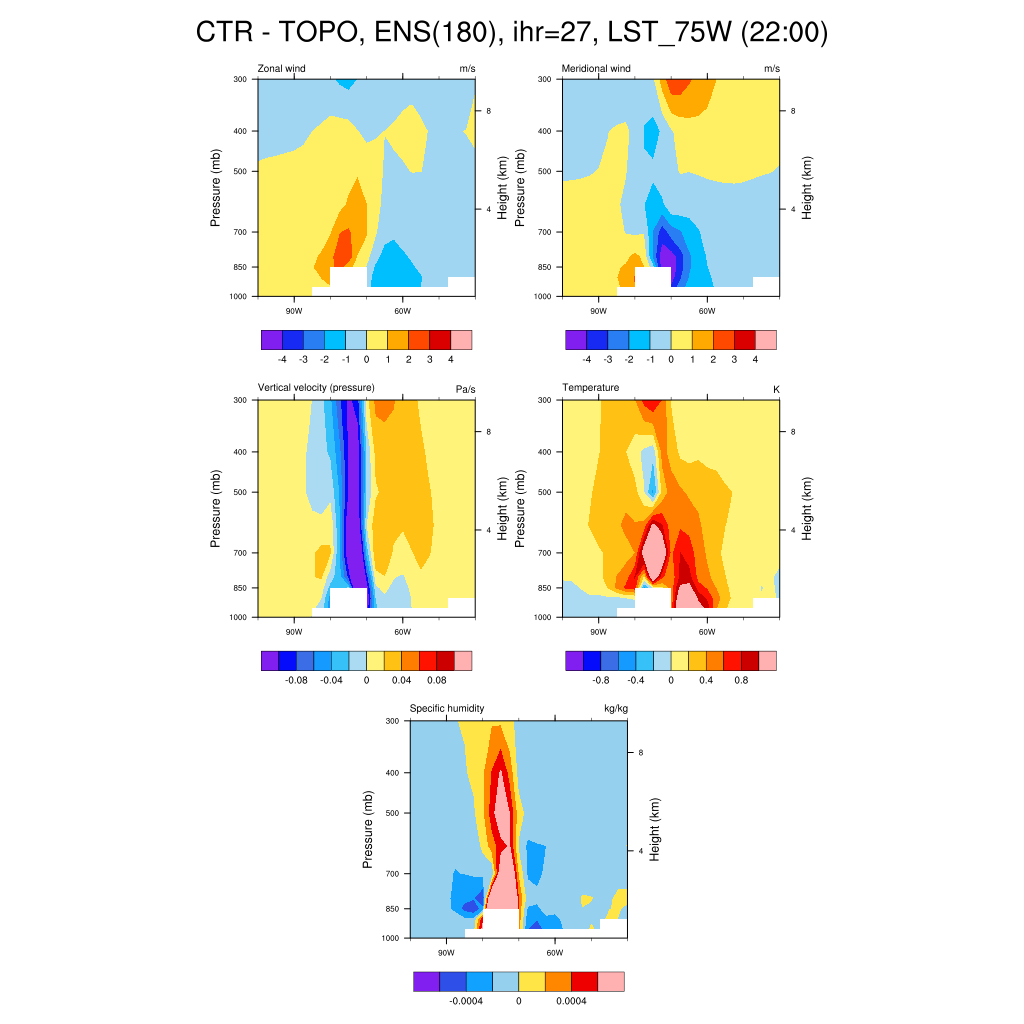 CTR - TOPO, ENS(180), ihr=27, LST_75W (22:00)
Zonal wind m/s
300
400
500
700
850
1000
Pressure (mb)
8
4
Height (km)
90W 60W
-4 -3 -2 -1 0 1 2 3 4
Meridional wind m/s
300
400
500
700
850
1000
Pressure (mb)
8
4
Height (km)
90W 60W
-4 -3 -2 -1 0 1 2 3 4
Vertical velocity (pressure) Pa/s
300
400
500
700
850
1000
Pressure (mb)
8
4
Height (km)
90W 60W
-0.08 -0.04 0 0.04 0.08
Temperature K
300
400
500
700
850
1000
Pressure (mb)
8
4
Height (km)
90W 60W
-0.8 -0.4 0 0.4 0.8
Specific humidity kg/kg
300
400
500
700
850
1000
Pressure (mb)
8
4
Height (km)
90W 60W
-0.0004 0 0.0004